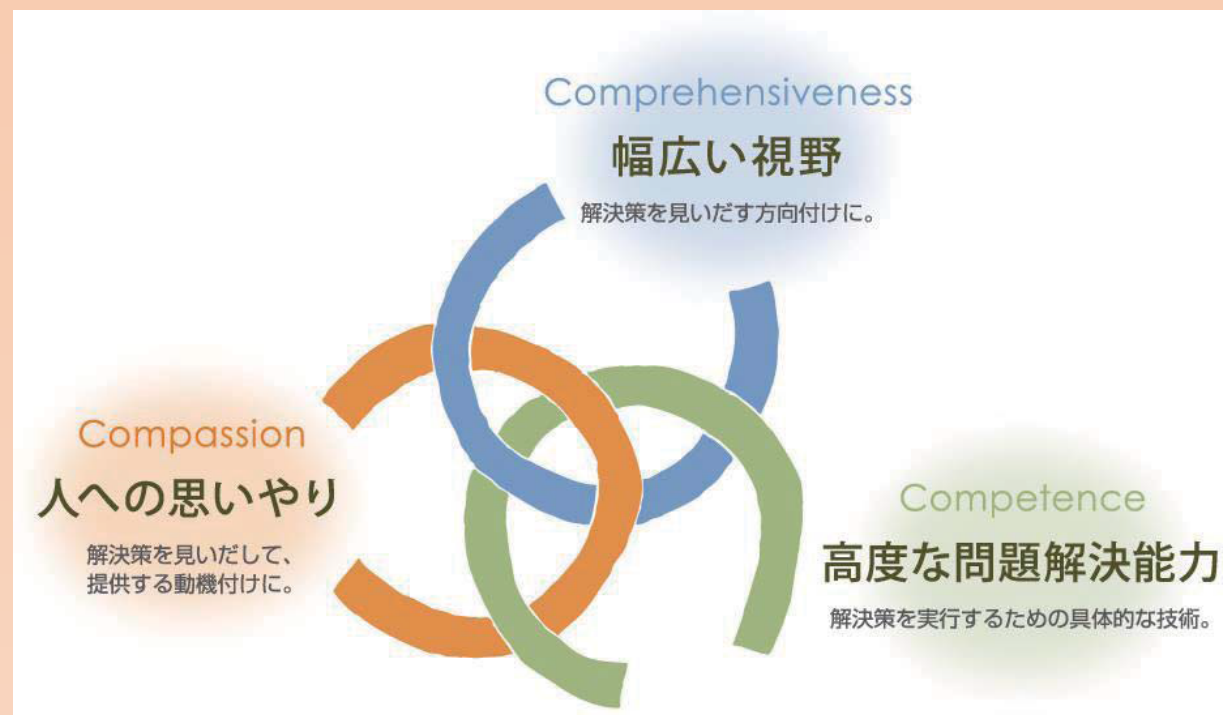 Comprehensiveness
幅広い視野
解決策を見いだす方向付けに。
Compassion
人への思いやり
解決策を見いだして、
提供する動機付けに。
Competence
高度な問題解決能力
解決策を実行するための具体的な技術。